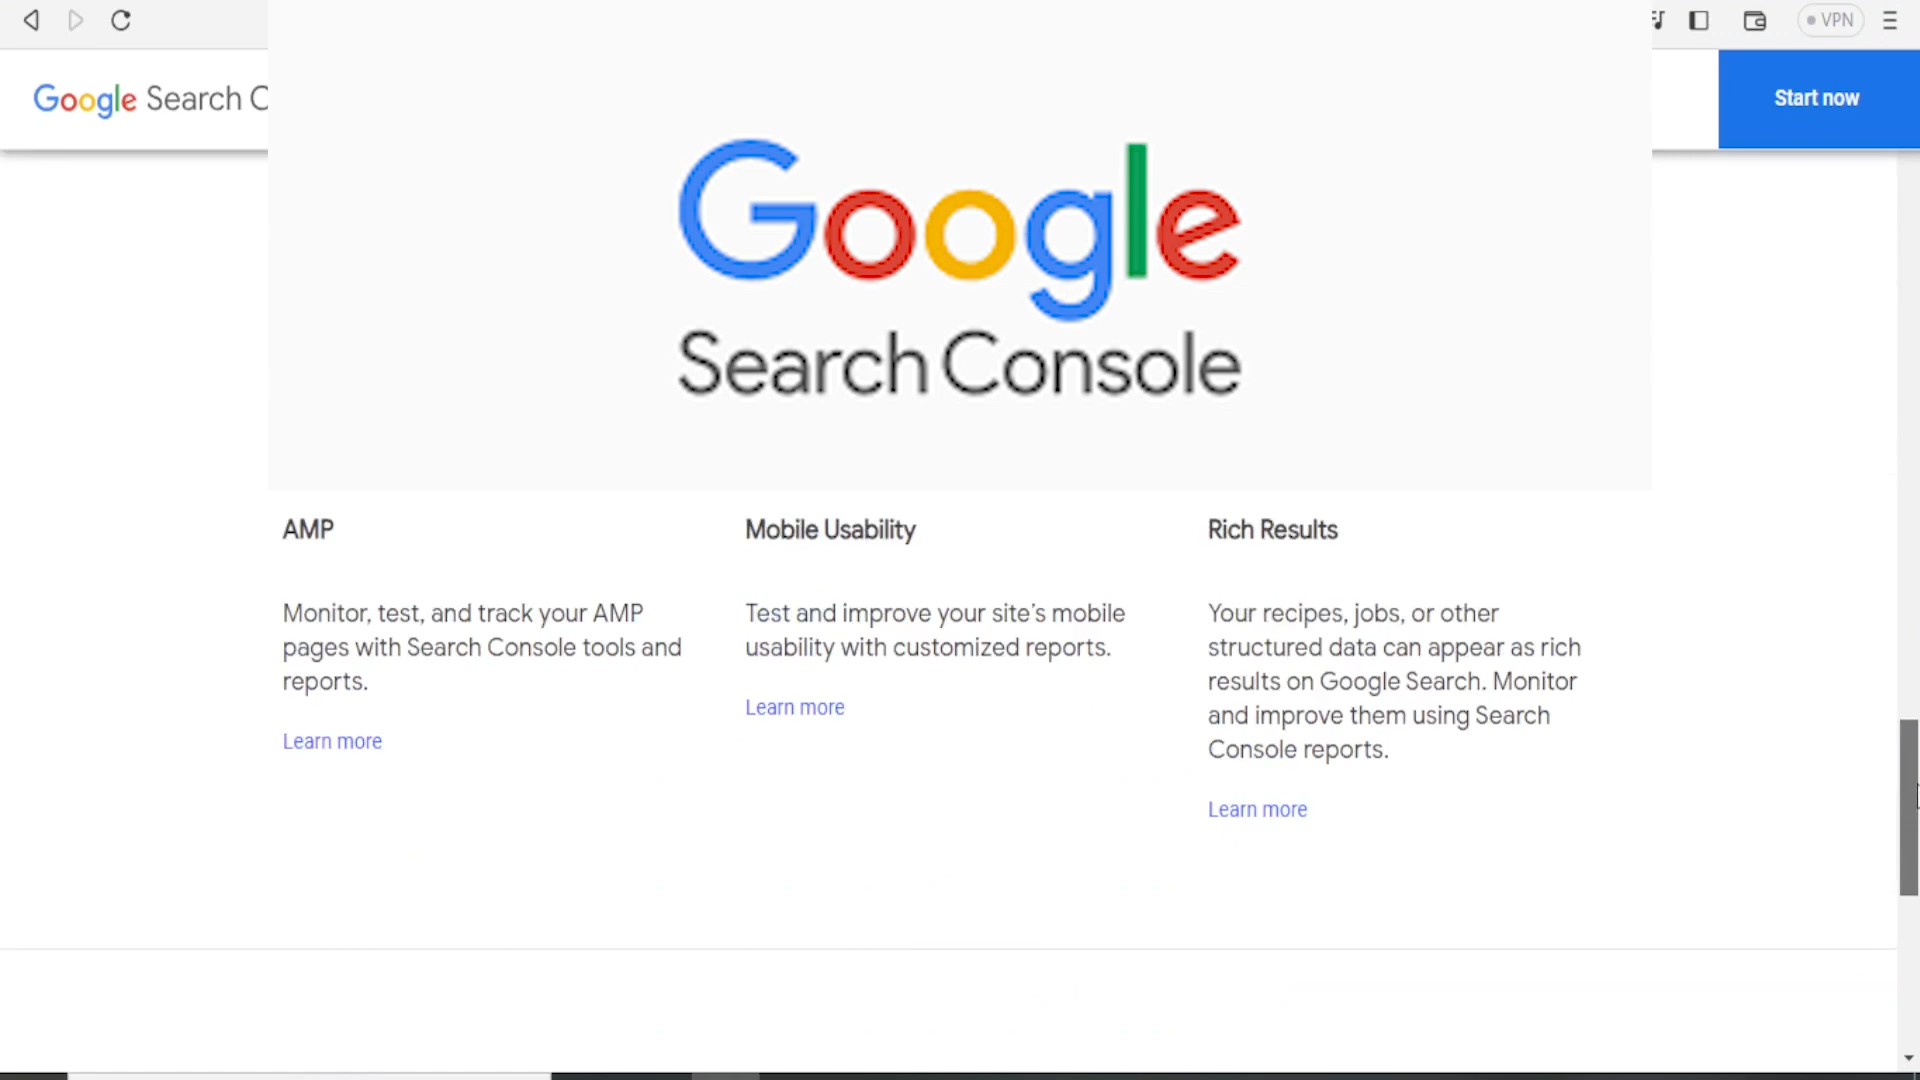 VPN
Google Search C
Start now
Google
Search Console
AMP
Mobile Usability
Rich Results
Monitor, test, and track your AMP
pages with Search Console tools and
reports.
Learn more
Test and improve your site's mobile
usability with customized reports.
Learn more
Your recipes, jobs, or other
structured data can appear as rich
results on Google Search. Monitor
and improve them using Search
Console reports.
Learn more